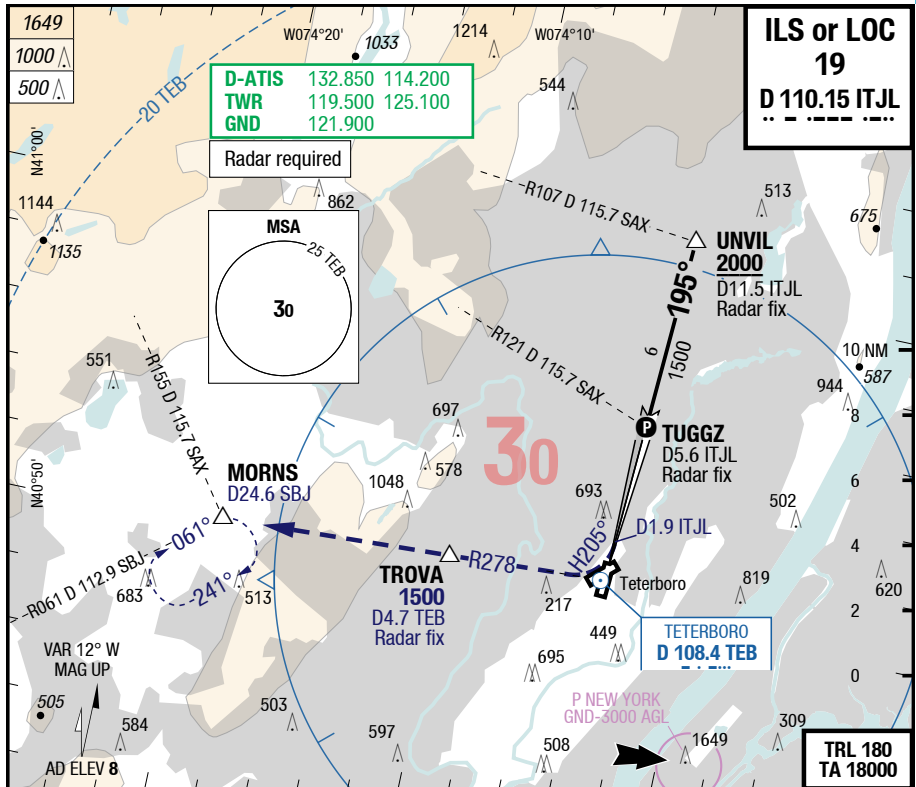 1649
1000
500
W074°20'
1033
1214
W074°10'
ILS or LOC
19
D 110.15 ITJL
D-ATIS 132.850 114.200
TWR 119.500 125.100
GND 121.900
20 TEB
544
N41°00'
Radar required
862
R107 D 115.7 SAX
513
675
1144
1135
MSA
25 TEB
30
UNVIL
2000
D11.5 ITJL
Radar fix
195°
6
1500
R121 D 115.7 SAX
R155 D 115.7 SAX
551
10 NM
587
944
8
697
30
TUGGZ
D5.6 ITJL
Radar fix
N40°50'
MORNS
D24.6 SBJ
1048
578
6
693
502
D1.9 ITJL
061°
H205°
4
R061 D 112.9 SBJ
241°
683
513
TROVA
1500
D4.7 TEB
Radar fix
R278
Teterboro
217
819
620
2
VAR 12° W
MAG UP
449
TETERBORO
D 108.4 TEB
695
0
505
584
503
597
508
P NEW YORK
GND-3000 AGL
1649
309
AD ELEV 8
TRL 180
TA 18000